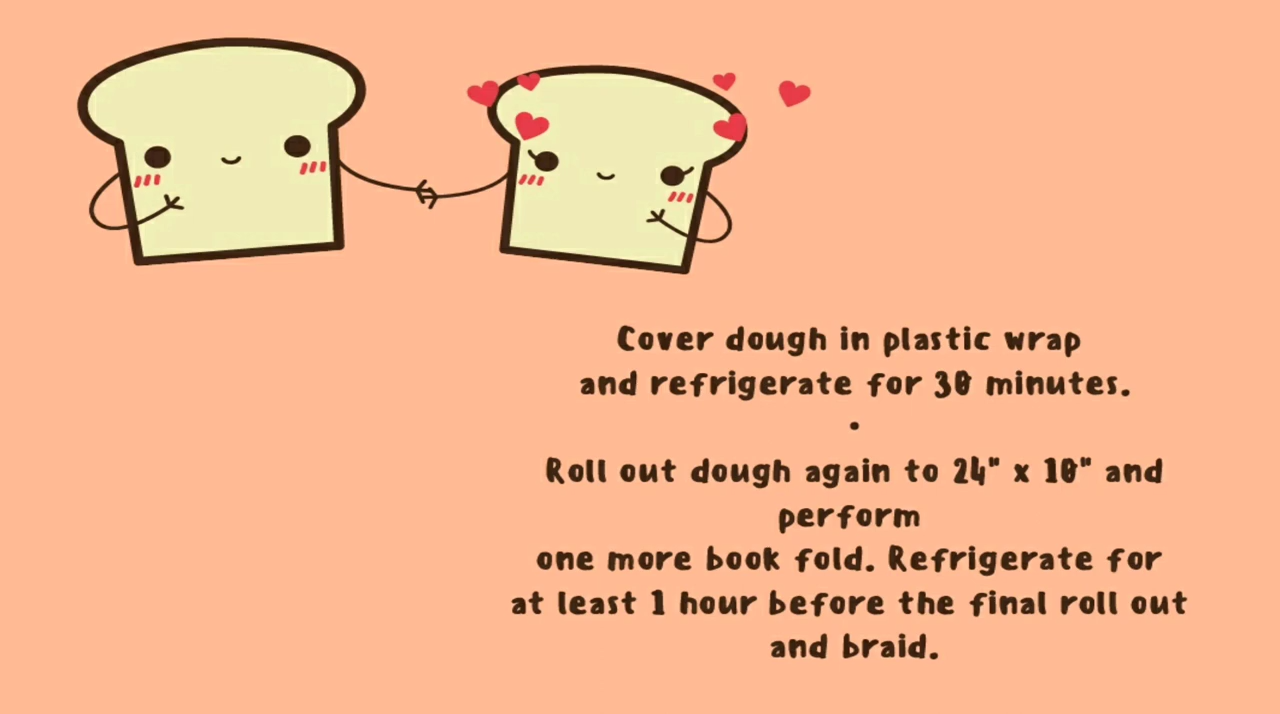 Cover dough in plastic wrap
and refrigerate for 30 minutes.
•
Roll out dough again to 24" x 10" and
perform
one more book fold. Refrigerate for
at least 1 hour before the final roll out
and braid.